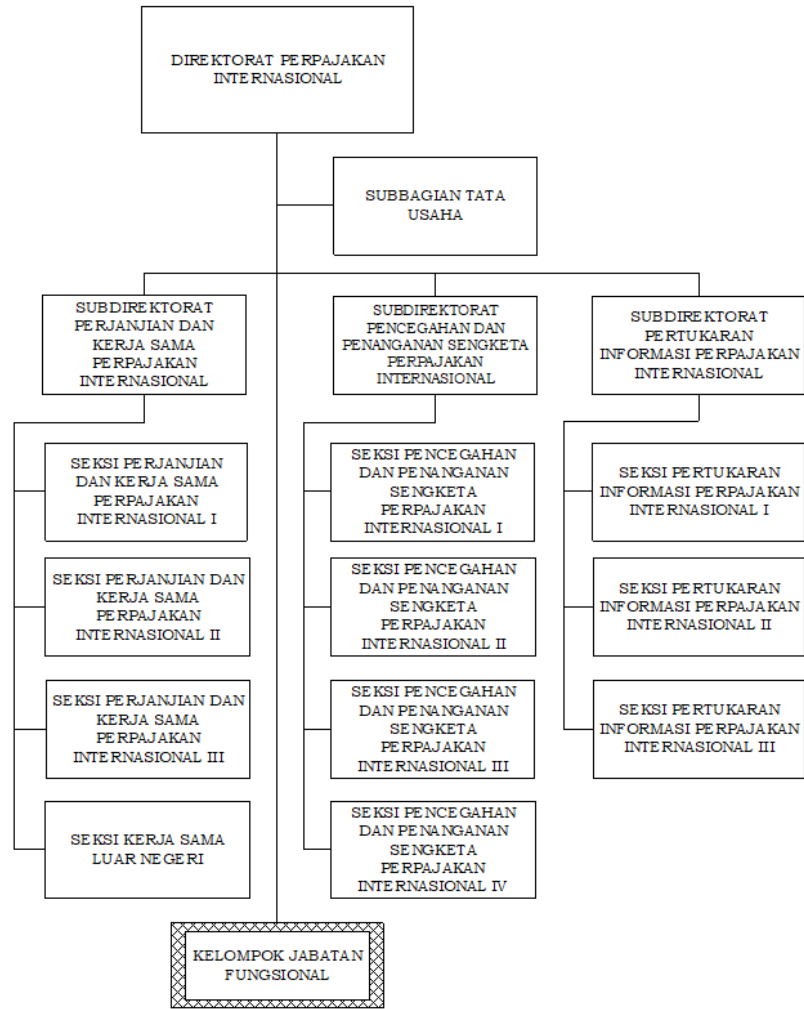 DIREKTORAT PERPAJAKAN
INTERNASIONAL
SUBBAGIAN TATA
USAHA
SUBDIREKTORAT
PERJANJIAN DAN
KERJA SAMA
PERPAJAKAN
INTERNASIONAL
SUBDIREKTORAT
PENCEGAHAN DAN
PENANGANAN SENGKETA
PERPAJAKAN
INTERNASIONAL
SUBDIREKTORAT
PERTUKARAN
INFORMASI PERPAJAKAN
INTERNASIONAL
SEKSI PERJANJIAN
DAN KERJA SAMA
PERPAJAKAN
INTERNASIONAL I
SEKSI PENCEGAHAN
DAN PENANGANAN
SENGKETA
PERPAJAKAN
INTERNASIONAL I
SEKSI PERTUKARAN
INFORMASI PERPAJAKAN
INTERNASIONAL I
SEKSI PERJANJIAN DAN
KERJA SAMA
PERPAJAKAN
INTERNASIONAL II
SEKSI PENCEGAHAN
DAN PENANGANAN
SENGKETA
PERPAJAKAN
INTERNASIONAL II
SEKSI PERTUKARAN
INFORMASI PERPAJAKAN
INTERNASIONAL II
SEKSI PERJANJIAN DAN
KERJA SAMA
PERPAJAKAN
INTERNASIONAL III
SEKSI PENCEGAHAN
DAN PENANGANAN
SENGKETA
PERPAJAKAN
INTERNASIONAL III
SEKSI PERTUKARAN
INFORMASI PERPAJAKAN
INTERNASIONAL III
SEKSI KERJA SAMA
LUAR NEGERI
SEKSI PENCEGAHAN
DAN PENANGANAN
SENGKETA
PERPAJAKAN
INTERNASIONAL IV
KELOMPOK JABATAN
FUNGSIONAL